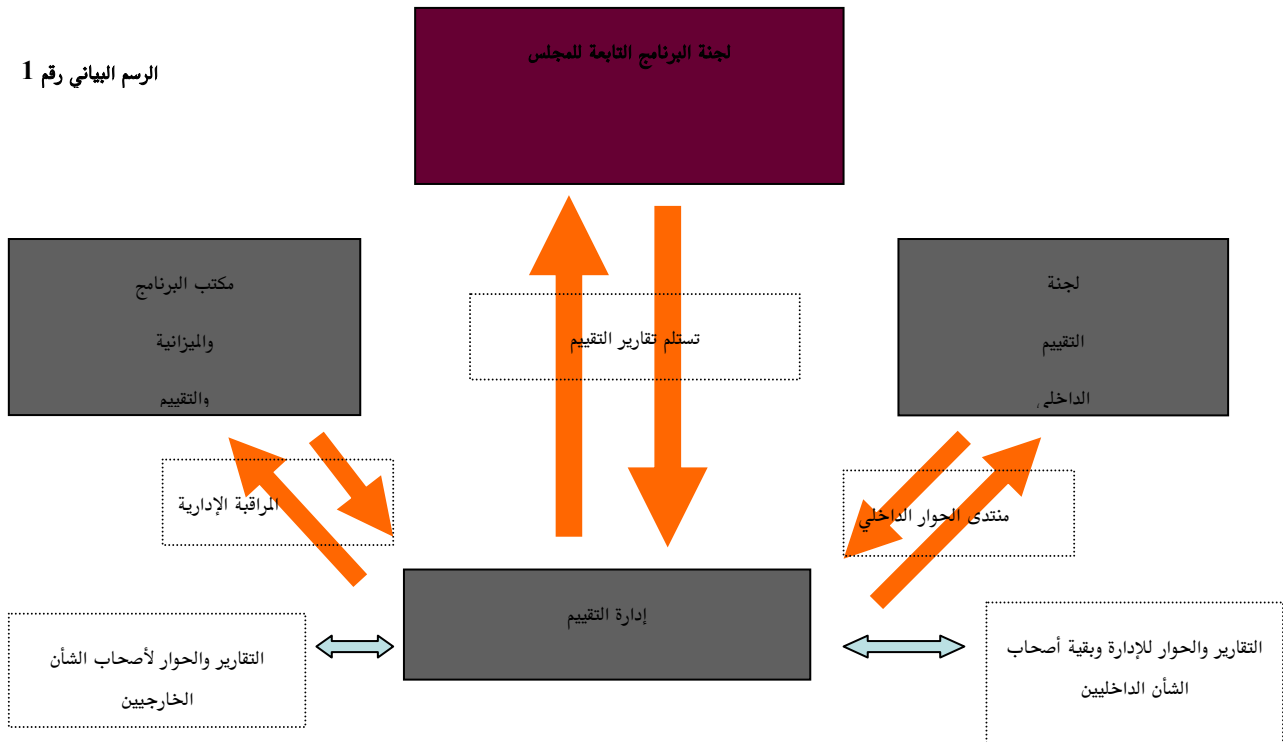 لجنة البرنامج التابعة للمجلس
الرسم البياني رقم 1
لجنة
التقييم
الداخلي
مكتب البرنامج
والميزانية
والتقييم
تستلم تقارير التقييم
منتدى الحوار الداخلي
المراقبة الإدارية
إدارة التقييم
التقارير والحوار للإدارة وبقية أصحاب
الشأن الداخليين
التقارير والحوار لأصحاب الشأن
الخارجيين